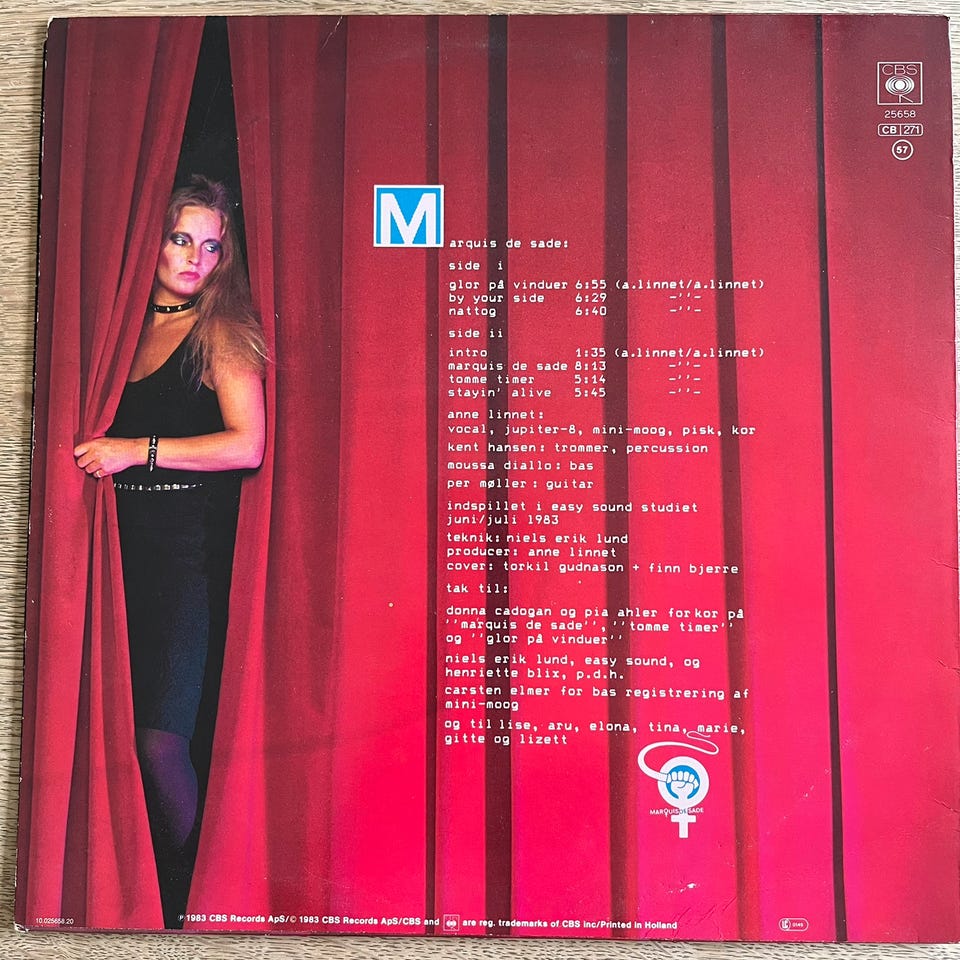 CBS
25658
CB 271
57
M arquis de sade:
side i
glor på vinduer 6:55 (a.linnet/a.linnet)
by your side 6:29 -''-
nattog 6:40 -''-
side ii
intro 1:35 (a.linnet/a.linnet)
marquis de sade 8:13 -''-
tomme timer 5:14 -''-
stayin' alive 5:45 -''-
anne linnet:
vocal, jupiter-8, mini-moog, pisk, kor
kent hansen: trommer, percussion
moussa diallo: bas
per møller: guitar
indspillet i easy sound studiet
juni/juli 1983
teknik: niels erik lund
producer: anne linnet
cover: torkil gudnason + finn bjerre
tak til:
donna cadogan og pia ahler for kor på
''marquis de sade'', ''tomme timer''
og ''glor på vinduer''
niels erik lund, easy sound, og
henriette blix, p.d.h.
carsten elmer for bas registrering af
mini-moog
og til lise, aru, elona, tina, marie,
gitte og lizett
MARQUIS DE SADE
10.025658.20
℗ 1983 CBS Records ApS/© 1983 CBS Records ApS/CBS and CBS are reg. trademarks of CBS Inc/Printed in Holland